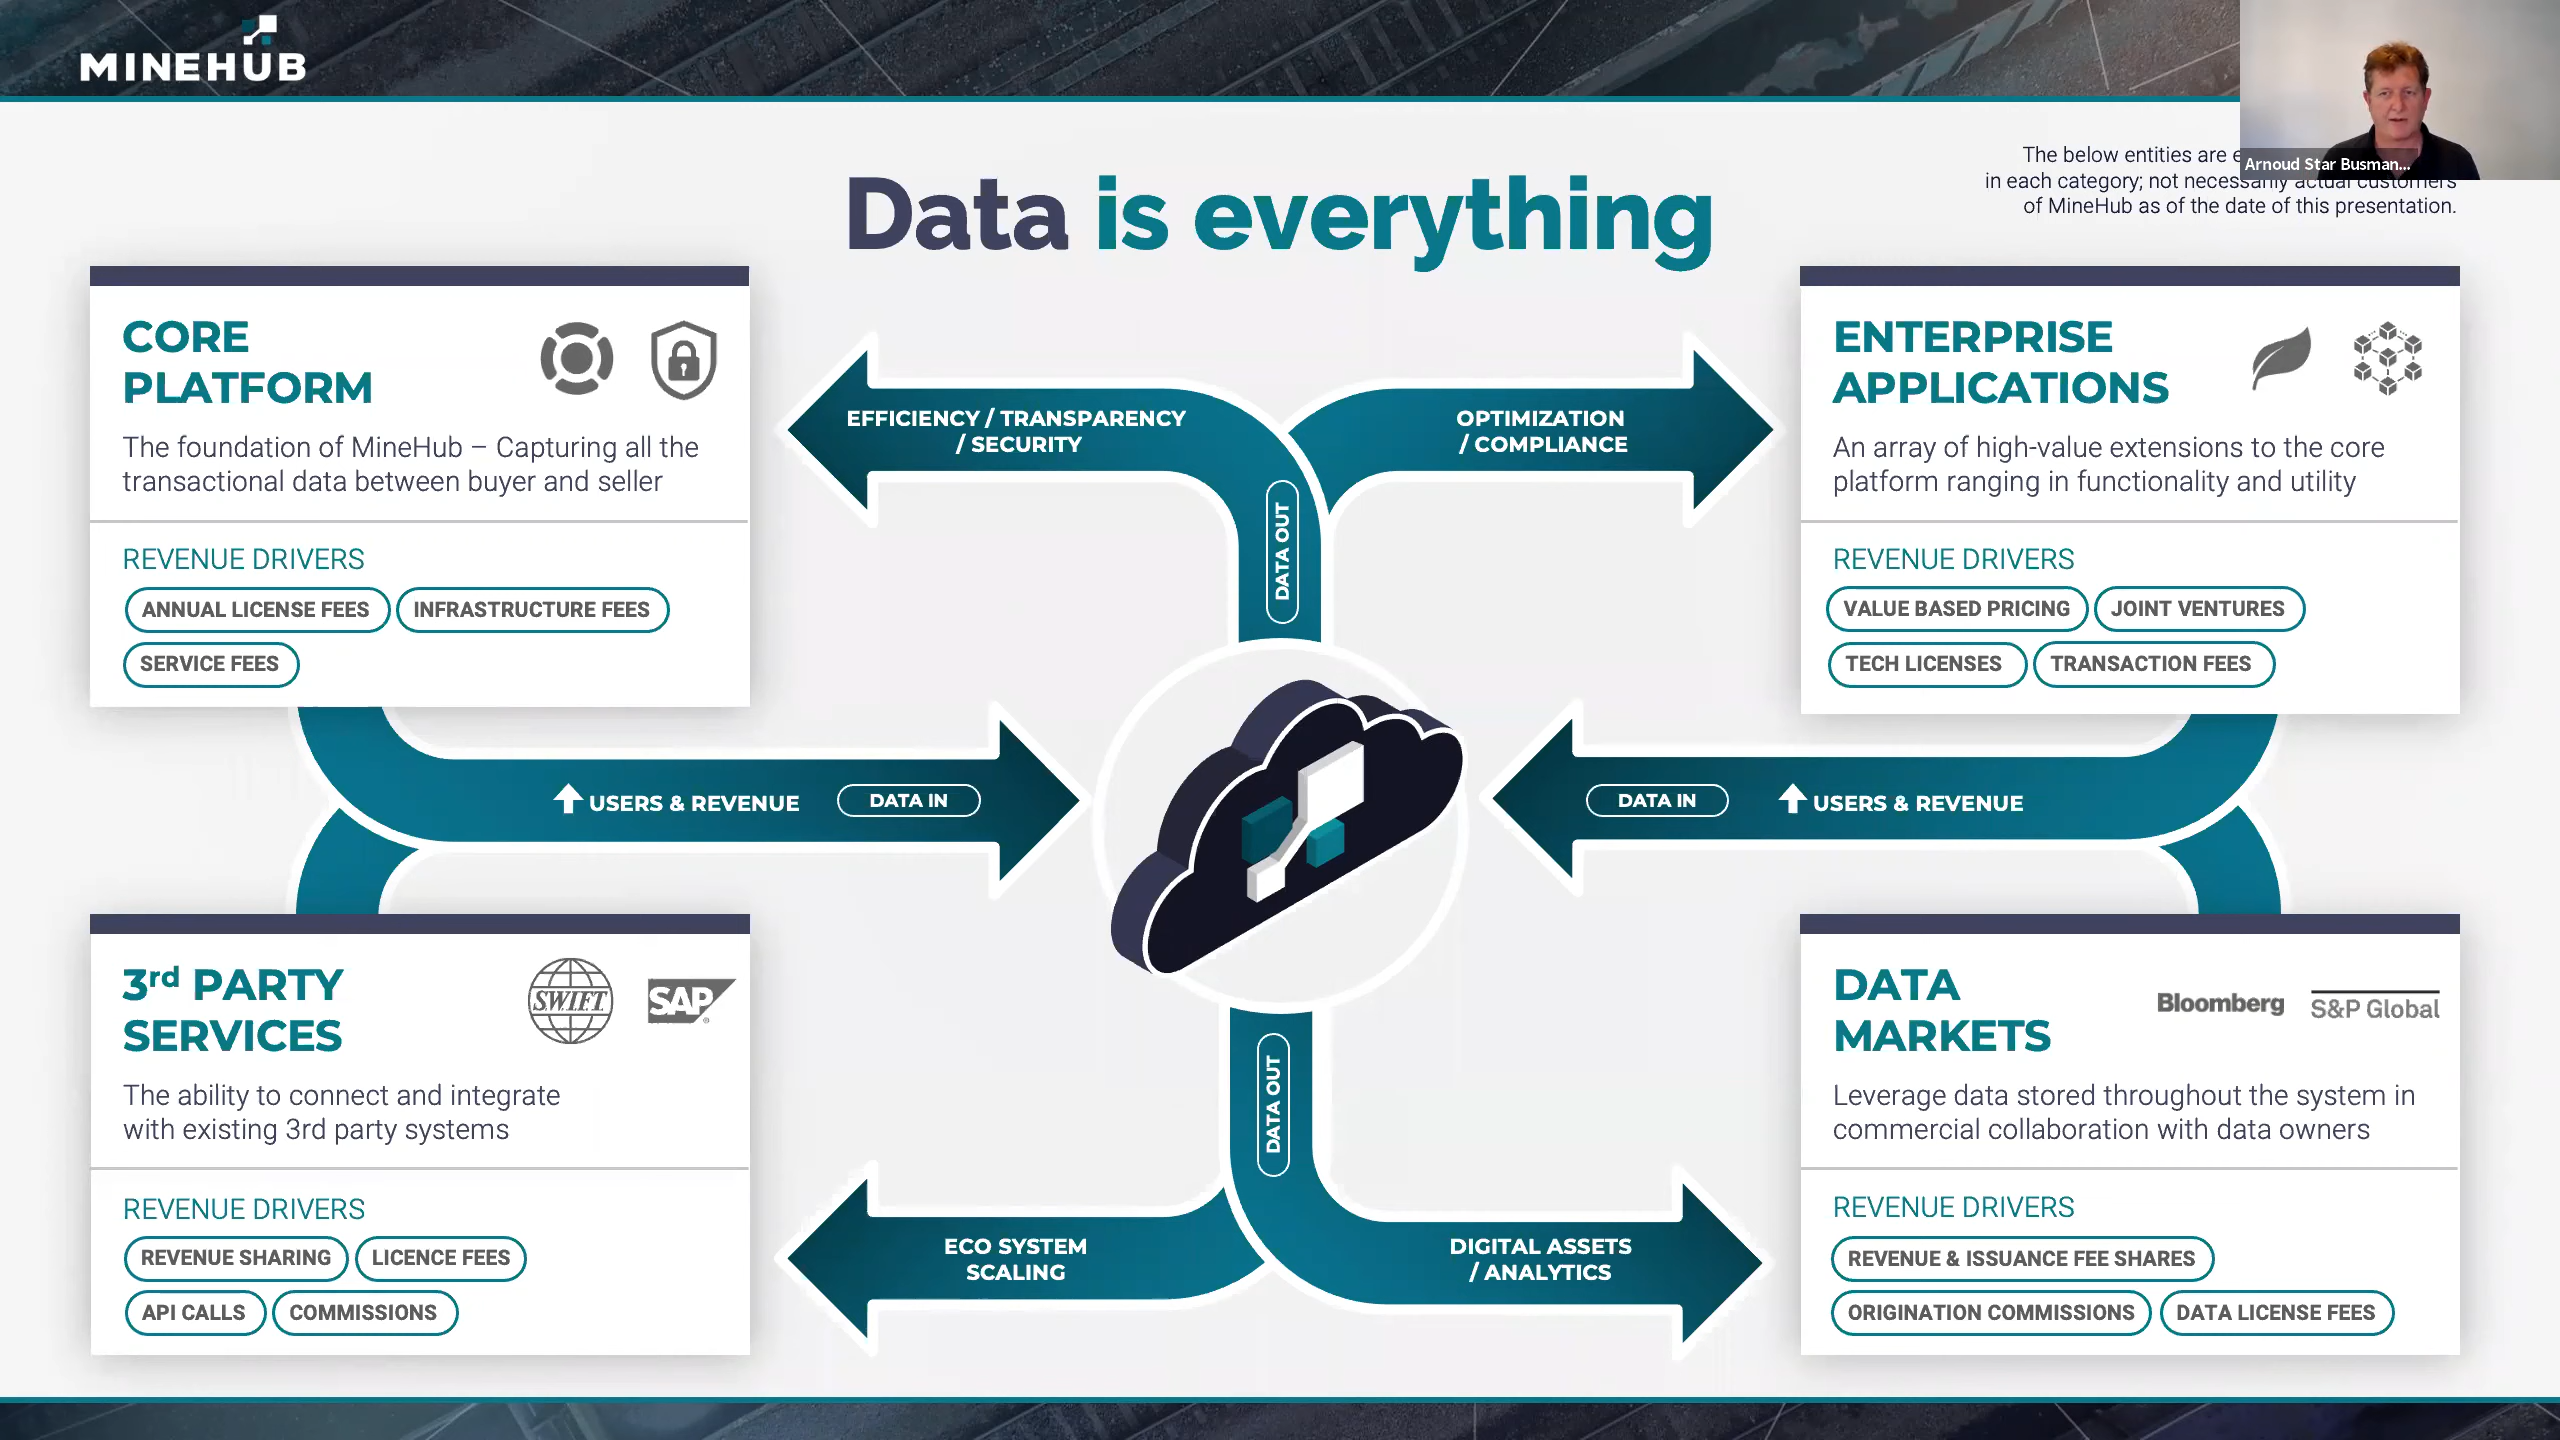 MINEHUB
Arnoud Star Busman...
The below entities are
in each category; not necessarily actual customers
of MineHub as of the date of this presentation.
Data is everything
CORE
PLATFORM
The foundation of MineHub – Capturing all the
transactional data between buyer and seller
REVENUE DRIVERS
ANNUAL LICENSE FEES
INFRASTRUCTURE FEES
SERVICE FEES
EFFICIENCY / TRANSPARENCY
/ SECURITY
OPTIMIZATION
/ COMPLIANCE
DATA OUT
ENTERPRISE
APPLICATIONS
An array of high-value extensions to the core
platform ranging in functionality and utility
REVENUE DRIVERS
VALUE BASED PRICING
JOINT VENTURES
TECH LICENSES
TRANSACTION FEES
USERS & REVENUE
DATA IN
DATA IN
USERS & REVENUE
3rd PARTY
SERVICES
S.W.I.F.T.
SAP
®
The ability to connect and integrate
with existing 3rd party systems
REVENUE DRIVERS
REVENUE SHARING
LICENCE FEES
API CALLS
COMMISSIONS
DATA OUT
ECO SYSTEM
SCALING
DIGITAL ASSETS
/ ANALYTICS
DATA
MARKETS
Bloomberg
S&P Global
Leverage data stored throughout the system in
commercial collaboration with data owners
REVENUE DRIVERS
REVENUE & ISSUANCE FEE SHARES
ORIGINATION COMMISSIONS
DATA LICENSE FEES